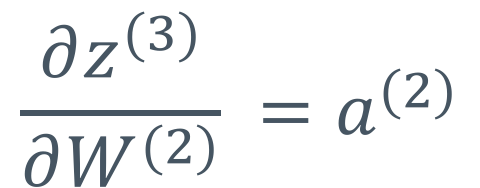 ∂z⁽³⁾
∂W⁽²⁾ = a⁽²⁾